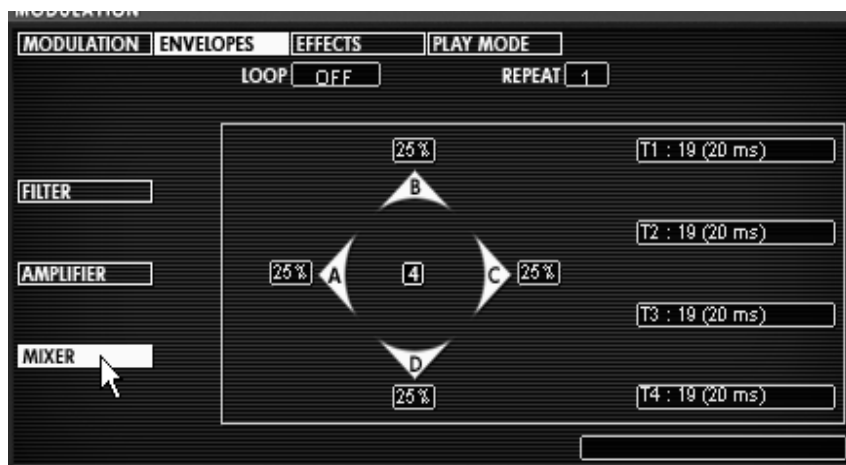 MODULATION
MODULATION ENVELOPES EFFECTS PLAY MODE
LOOP OFF REPEAT 1
25% T1 : 19 (20 ms)
FILTER B
T2 : 19 (20 ms)
AMPLIFIER 25% A 4 C 25%
T3 : 19 (20 ms)
MIXER D
25% T4 : 19 (20 ms)